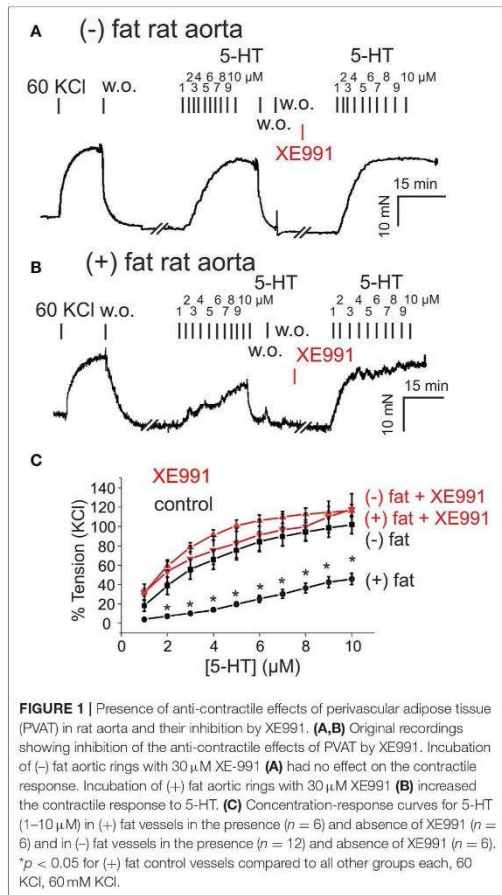 A (-) fat rat aorta
5-HT 5-HT
60 KCl w.o. 2 4 6 8 10 µM 2 4 6 8 10 µM
1 3 5 7 9 1 3 5 7 9
w.o.
w.o.
XE991
15 min
10 mN
B (+) fat rat aorta
5-HT 5-HT
60 KCl w.o. 2 4 6 8 10 µM 2 4 6 8 10 µM
1 3 5 7 9 1 3 5 7 9
w.o.
w.o.
XE991
15 min
10 mN
C
XE991
control
% Tension (KCl)
140
120
100
80
60
40
20
0
(-) fat + XE991
(+) fat + XE991
(-) fat
(+) fat
* * * * * * * * *
0 2 4 6 8 10
[5-HT] (µM)
FIGURE 1 | Presence of anti-contractile effects of perivascular adipose tissue
(PVAT) in rat aorta and their inhibition by XE991. (A,B) Original recordings
showing inhibition of the anti-contractile effects of PVAT by XE991. Incubation
of (–) fat aortic rings with 30 µM XE-991 (A) had no effect on the contractile
response. Incubation of (+) fat aortic rings with 30 µM XE991 (B) increased
the contractile response to 5-HT. (C) Concentration-response curves for 5-HT
(1–10 µM) in (+) fat vessels in the presence (n = 6) and absence of XE991 (n =
6) and in (–) fat vessels in the presence (n = 12) and absence of XE991 (n = 6).
*p < 0.05 for (+) fat control vessels compared to all other groups each, 60
KCl, 60 mM KCl.